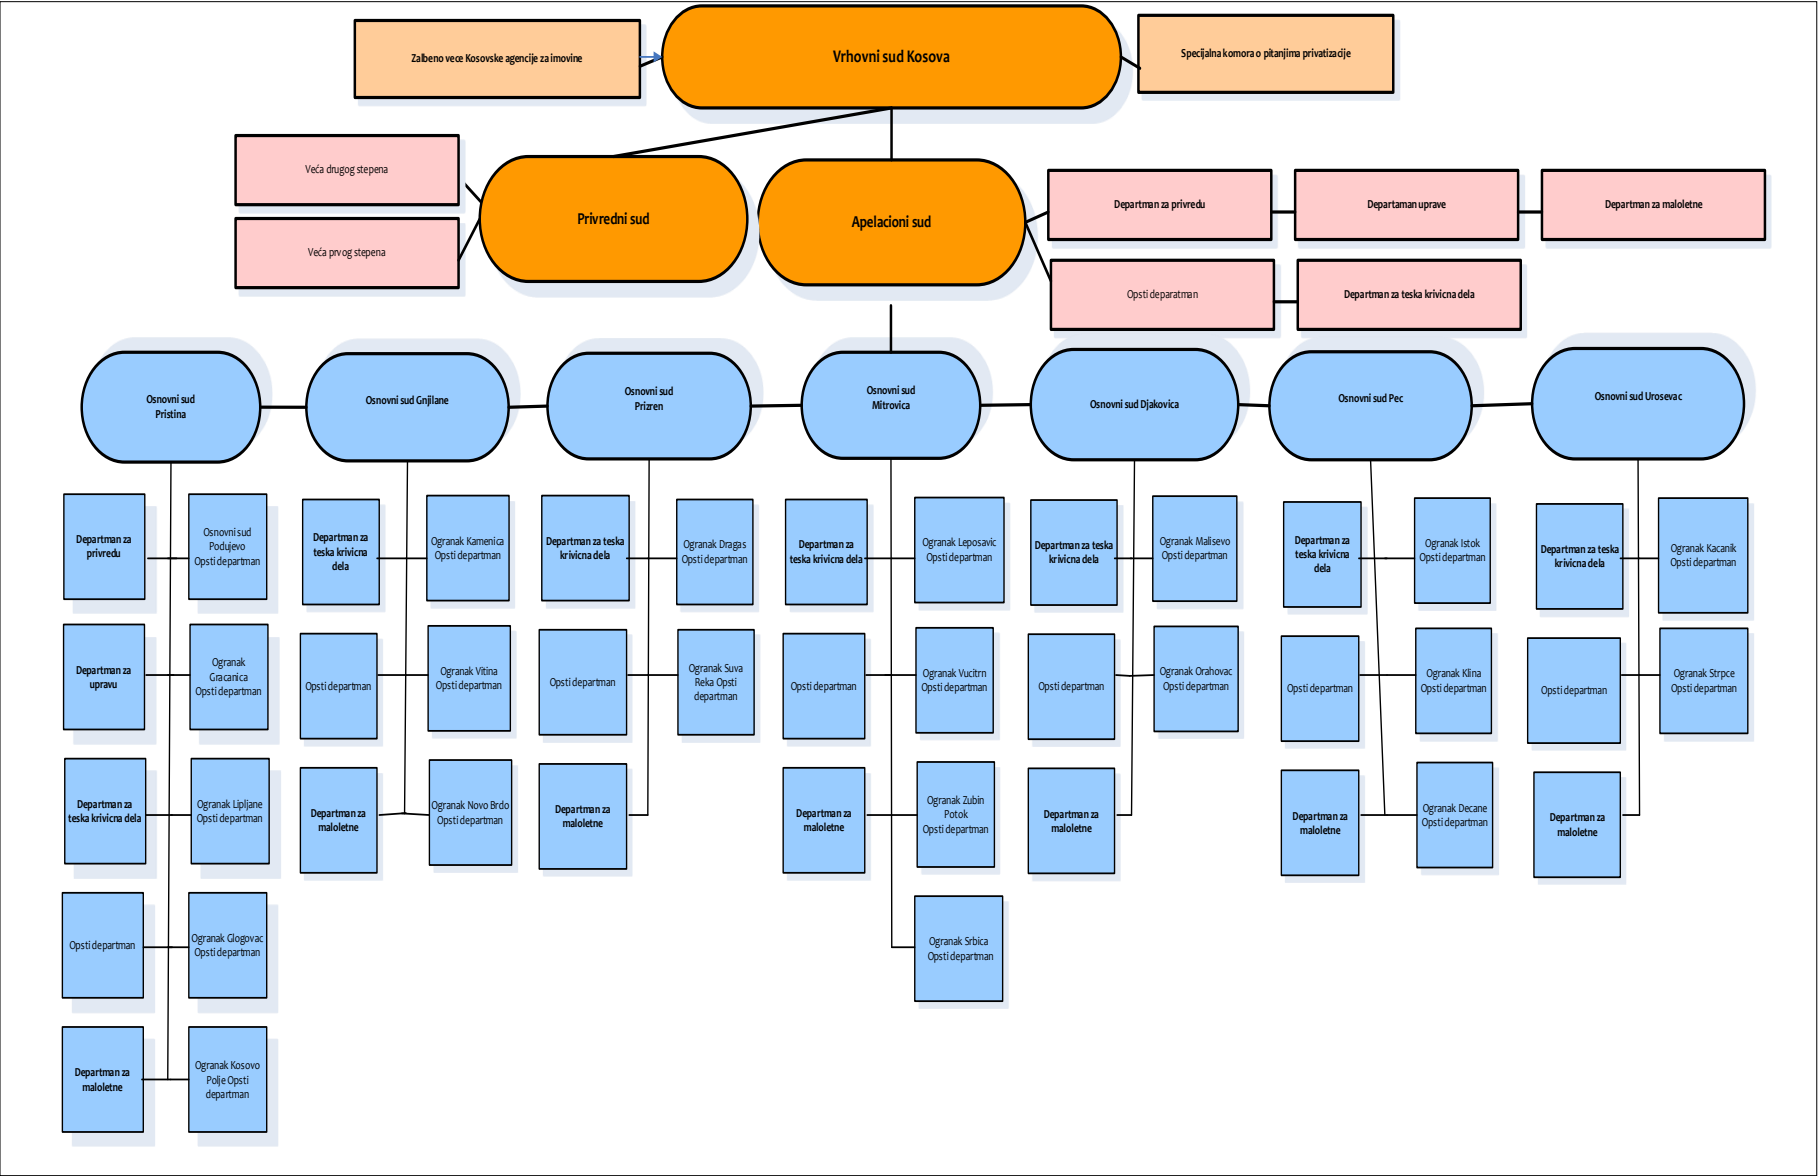 Zalbeno vece Kosovske agencije za imovine
Vrhovni sud Kosova
Specijalna komora o pitanjima privatizacije
Veća drugog stepena
Veća prvog stepena
Privredni sud
Apelacioni sud
Departman za privredu
Departaman uprave
Departman za maloletne
Opsti deparatman
Departman za teska krivicna dela
Osnovni sud
Pristina
Osnovni sud Gnjilane
Osnovni sud
Prizren
Osnovni sud
Mitrovica
Osnovni sud Djakovica
Osnovni sud Pec
Osnovni sud Urosevac
Departman za
privredu
Osnovni sud
Podujevo
Opsti departman
Departman za
upravu
Ogranak
Gracanica
Opsti departman
Departman za
teska krivicna dela
Ogranak Lipljane
Opsti departman
Opsti departman
Ogranak Glogovac
Opsti departman
Departman za
maloletne
Ogranak Kosovo
Polje Opsti
departman
Departman za
teska krivicna
dela
Ogranak Kamenica
Opsti departman
Opsti departman
Ogranak Vitina
Opsti departman
Departman za
maloletne
Ogranak Novo Brdo
Opsti departman
Departman za teska
krivicna dela
Ogranak Dragas
Opsti departman
Opsti departman
Ogranak Suva
Reka Opsti
departman
Departman za
maloletne
Departman za
teska krivicna dela
Ogranak Leposavic
Opsti departman
Opsti departman
Ogranak Vucitrn
Opsti departman
Departman za
maloletne
Ogranak Zubin
Potok
Opsti departman
Ogranak Srbica
Opsti departman
Departman za teska
krivicna dela
Ogranak Malisevo
Opsti departman
Opsti departman
Ogranak Orahovac
Opsti departman
Departman za
maloletne
Departman za
teska krivicna
dela
Ogranak Istok
Opsti departman
Opsti departman
Ogranak Klina
Opsti departman
Departman za
maloletne
Ogranak Decane
Opsti departman
Departman za teska
krivicna dela
Ogranak Kacanik
Opsti departman
Opsti departman
Ogranak Strpce
Opsti departman
Departman za
maloletne